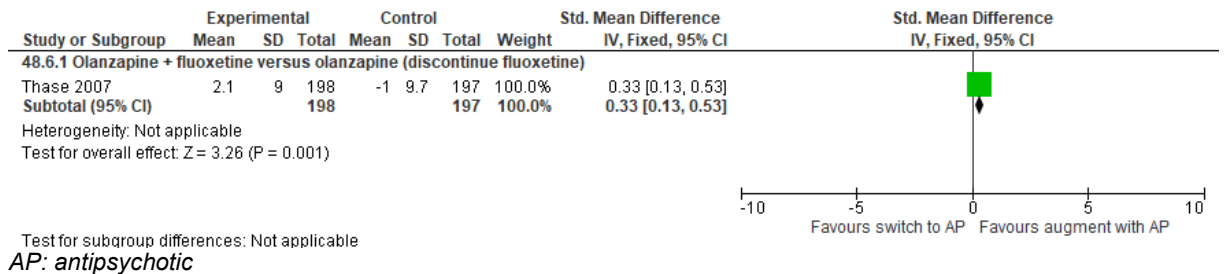 Experimental Control Std. Mean Difference Std. Mean Difference
Study or Subgroup Mean SD Total Mean SD Total Weight IV, Fixed, 95% CI IV, Fixed, 95% CI
48.6.1 Olanzapine + fluoxetine versus olanzapine (discontinue fluoxetine)
Thase 2007 2.1 9 198 -1 9.7 197 100.0% 0.33 [0.13, 0.53]
Subtotal (95% CI) 198 197 100.0% 0.33 [0.13, 0.53]
Heterogeneity: Not applicable
Test for overall effect: Z = 3.26 (P = 0.001)
-10 -5 0 5 10
Favours switch to AP Favours augment with AP
Test for subgroup differences: Not applicable
AP: antipsychotic